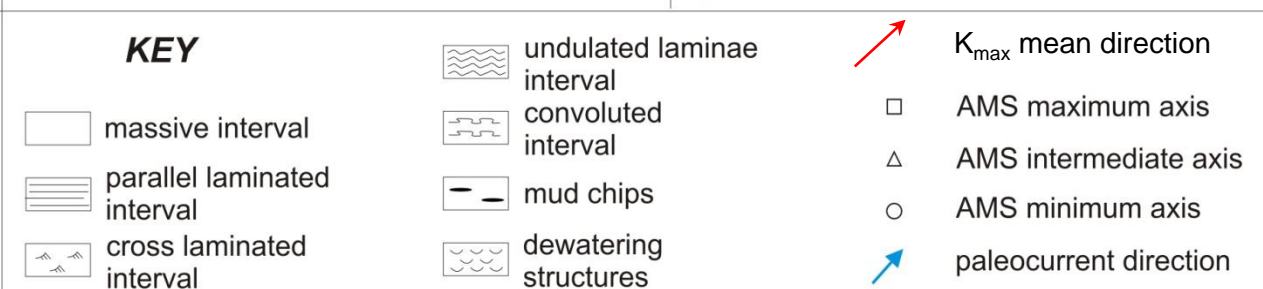 KEY
massive interval
parallel laminated
interval
cross laminated
interval
undulated laminae
interval
convoluted
interval
mud chips
dewatering
structures
Kmax mean direction
AMS maximum axis
AMS intermediate axis
AMS minimum axis
paleocurrent direction